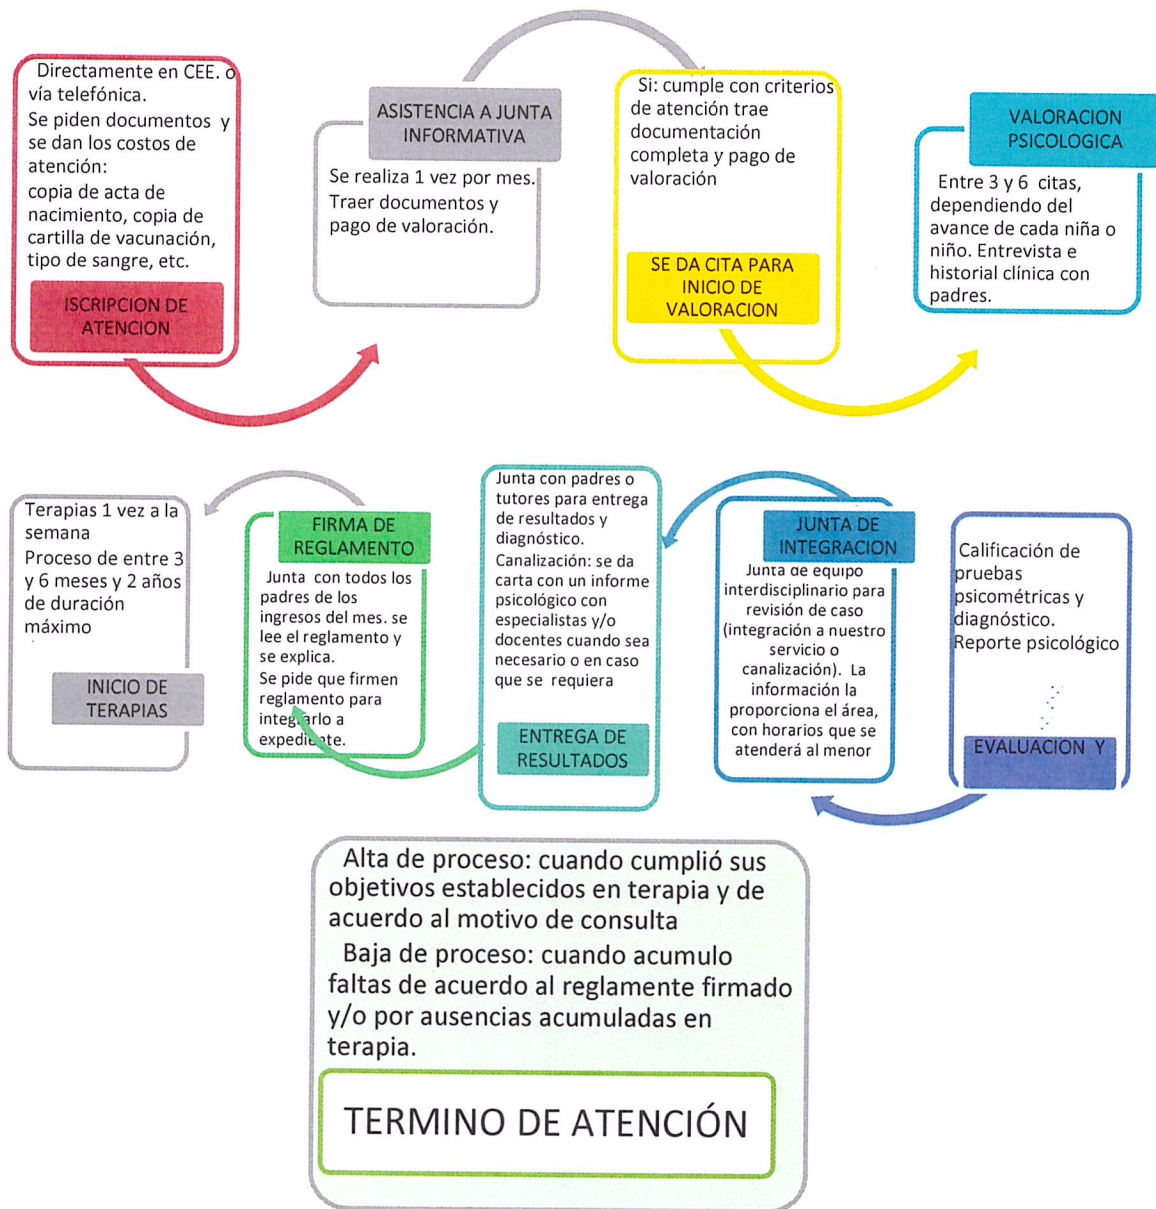 Directamente en CEE. o
vía telefónica.
Se piden documentos y
se dan los costos de
atención:
copia de acta de
nacimiento, copia de
cartilla de vacunación,
tipo de sangre, etc.
ISCRIPCION DE
ATENCION
ASISTENCIA A JUNTA
INFORMATIVA
Se realiza 1 vez por mes.
Traer documentos y
pago de valoración.
Si: cumple con criterios
de atención trae
documentación
completa y pago de
valoración
SE DA CITA PARA
INICIO DE
VALORACION
VALORACION
PSICOLOGICA
Entre 3 y 6 citas,
dependiendo del
avance de cada niña o
niño. Entrevista e
historial clínica con
padres.
Terapias 1 vez a la
semana
Proceso de entre 3
y 6 meses y 2 años
de duración
máximo
INICIO DE
TERAPIAS
FIRMA DE
REGLAMENTO
Junta con todos los
padres de los
ingresos del mes. se
lee el reglamento y
se explica.
Se pide que firmen
reglamento para
integrarlo a
expediente.
Junta con padres o
tutores para entrega
de resultados y
diagnóstico.
Canalización: se da
carta con un informe
psicológico con
especialistas y/o
docentes cuando sea
necesario o en caso
que se requiera
ENTREGA DE
RESULTADOS
JUNTA DE
INTEGRACION
Junta de equipo
interdisciplinario para
revisión de caso
(integración a nuestro
servicio o
canalización). La
información la
proporciona el área,
con horarios que se
atenderá al menor
Calificación de
pruebas
psicométricas y
diagnóstico.
Reporte psicológico
EVALUACION Y
Alta de proceso: cuando cumplió sus
objetivos establecidos en terapia y de
acuerdo al motivo de consulta
Baja de proceso: cuando acumulo
faltas de acuerdo al reglamente firmado
y/o por ausencias acumuladas en
terapia.
TERMINO DE ATENCIÓN